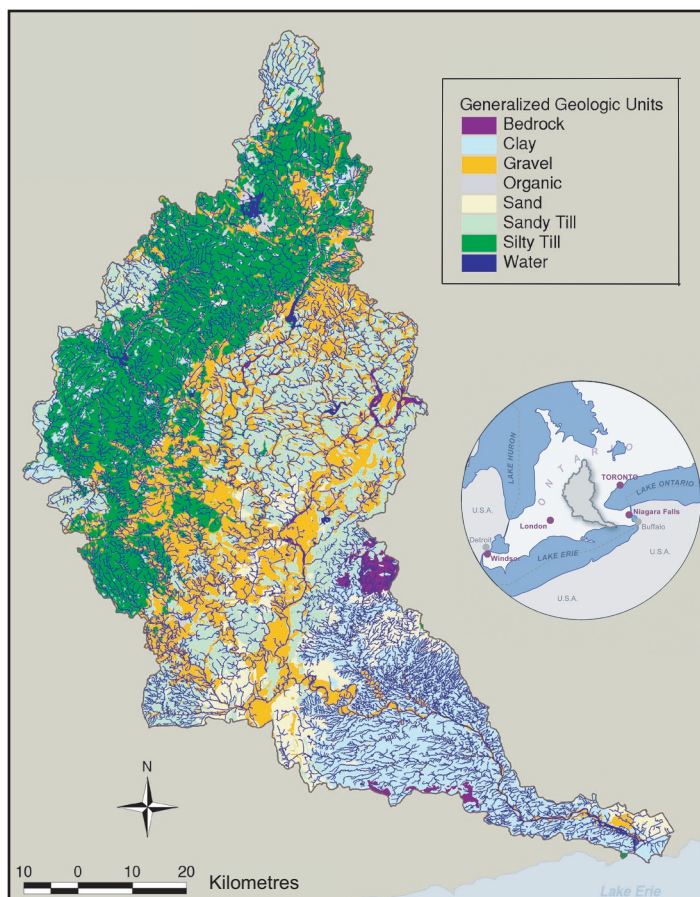 Generalized Geologic Units
Bedrock
Clay
Gravel
Organic
Sand
Sandy Till
Silty Till
Water
LAKE HURON
ONTARIO
TORONTO
LAKE ONTARIO
U.S.A.
London
Niagara Falls
Buffalo
Detroit
Windsor
LAKE ERIE
U.S.A.
U.S.A.
N
10 0 10 20 Kilometres
Lake Erie